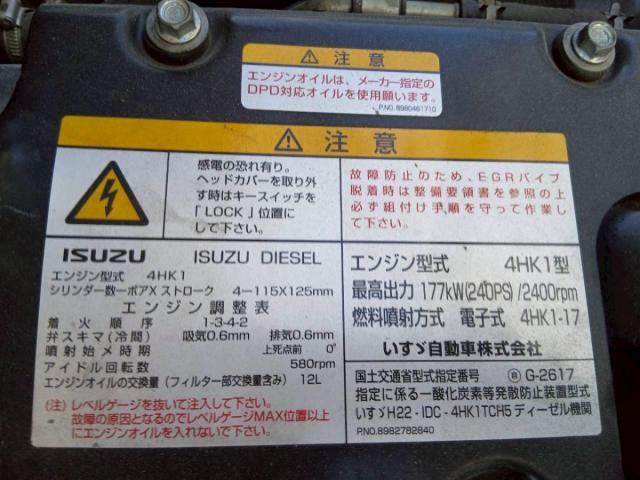 ⚠ 注意
エンジンオイルは、メーカー指定の
DPD対応オイルを使用願います。
P.NO.8980461710
⚠ 注意
感電の恐れ有り。
ヘッドカバーを取り外
す時はキースイッチを
「LOCK」位置に
して下さい。
故障防止のため、EGRパイプ
脱着時は整備要領書を参照の上
必ず組付け手順を守って作業し
て下さい。
ISUZU ISUZU DIESEL
エンジン型式 4HK1
シリンダー数ーボアXストローク 4-115X125mm
エンジン調整表
着火順序 1-3-4-2
弁スキマ(冷間) 吸気0.6mm 排気0.6mm
噴射始メ時期 上死点前 0°
アイドル回転数 580rpm
エンジンオイルの交換量(フィルター部交換量含み) 12L
(注)レベルゲージを抜いて注入して下さい。
故障の原因となるのでレベルゲージMAX位置以上
にエンジンオイルを入れないで下さい。
エンジン型式 4HK1型
最高出力 177kW(240PS)/2400rpm
燃料噴射方式 電子式 4HK1-17
いすゞ自動車株式会社
国土交通省型式指定番号 Ⓑ G-2617
指定に係る一酸化炭素等発散防止装置型式
いすゞH22-IDC-4HK1TCH5ディーゼル機関
P.NO.8982782840